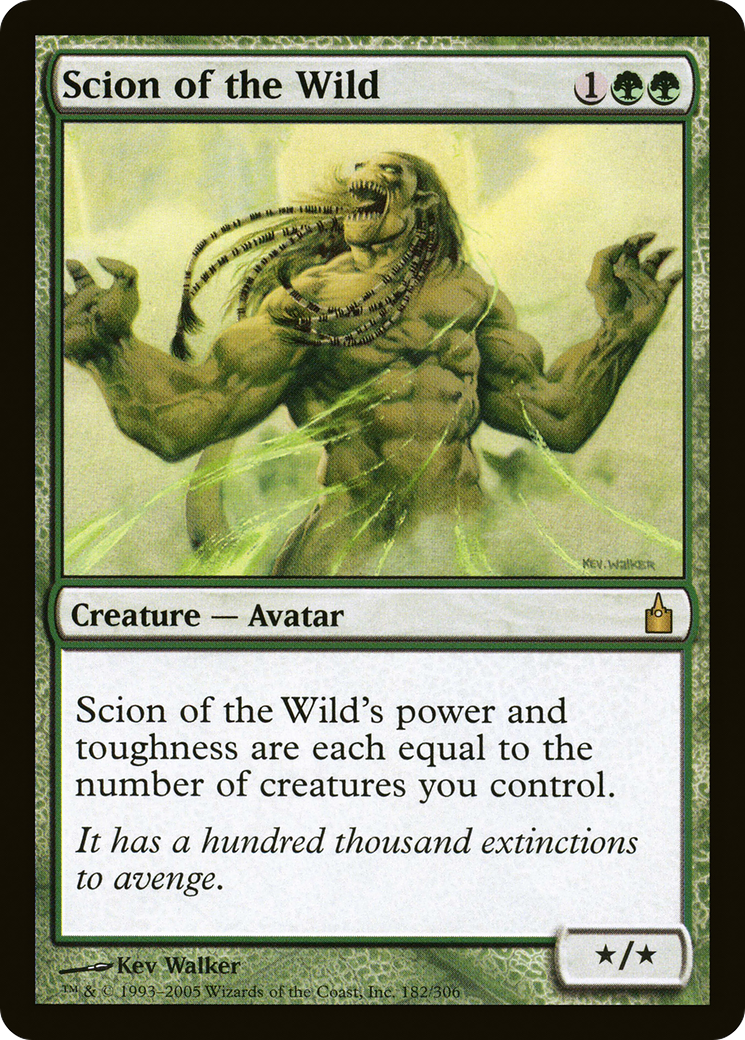 Scion of the Wild 1
KEV. WALKER
Creature — Avatar
Scion of the Wild's power and
toughness are each equal to the
number of creatures you control.
It has a hundred thousand extinctions
to avenge.
★/★
Kev Walker
™ & © 1993–2005 Wizards of the Coast, Inc. 182/306